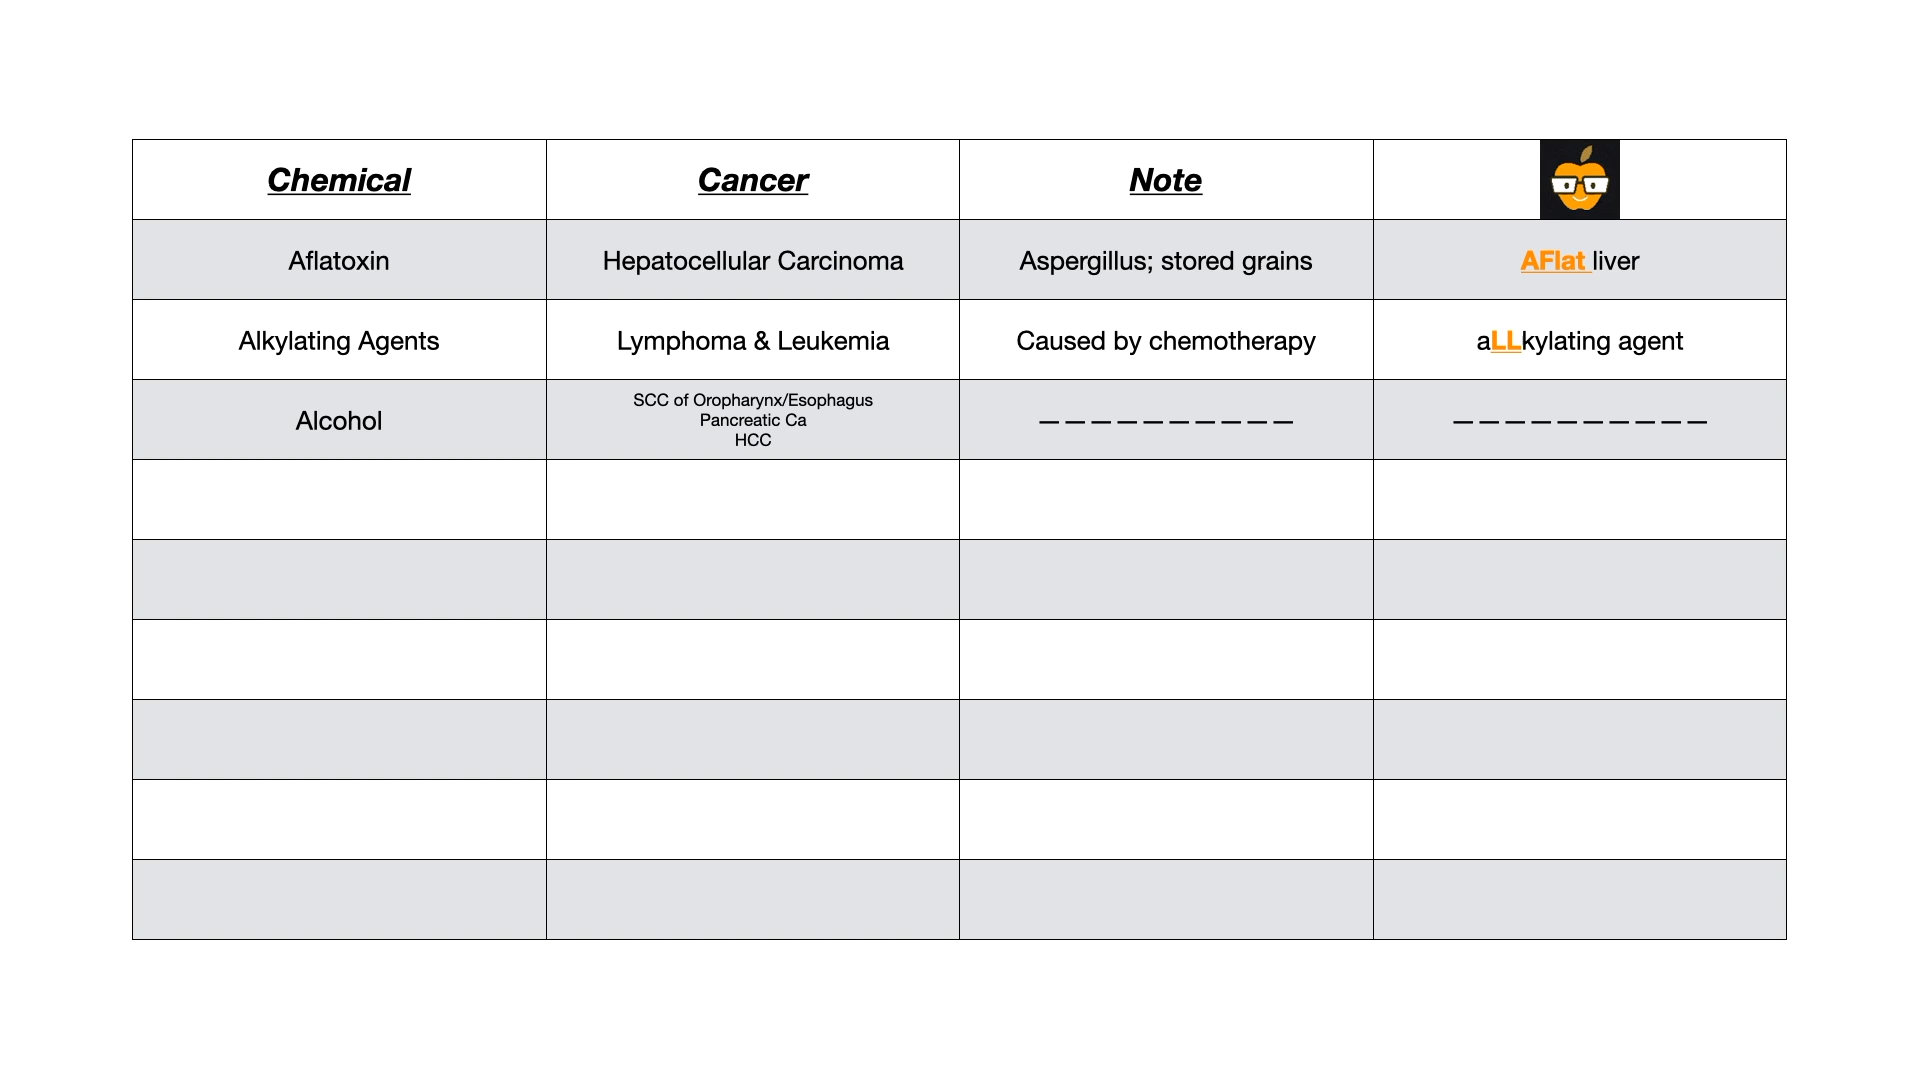 Chemical Cancer Note
Aflatoxin Hepatocellular Carcinoma Aspergillus; stored grains AFlat liver
Alkylating Agents Lymphoma & Leukemia Caused by chemotherapy aLLkylating agent
Alcohol
SCC of Oropharynx/Esophagus
Pancreatic Ca
HCC
— — — — — — — — — — — — — — — — — — — —